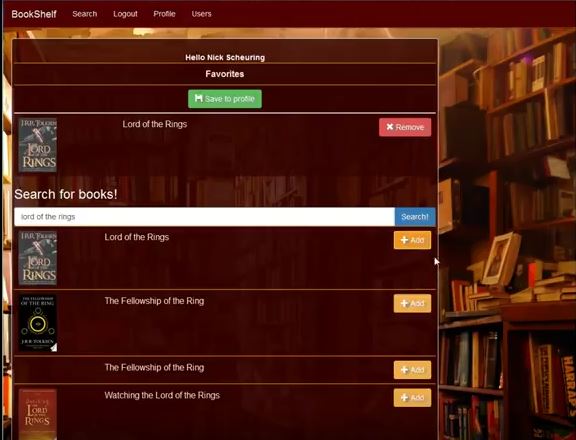 BookShelf Search Logout Profile Users
Hello Nick Scheuring
Favorites
Save to profile
J.R.R. TOLKIEN
LORD
OF THE
RINGS
Lord of the Rings
Remove
Search for books!
lord of the rings
Search!
J.R.R. TOLKIEN
LORD
OF THE
RINGS
Lord of the Rings
Add
THE FELLOWSHIP
OF THE RING
J.R.R. TOLKIEN
The Fellowship of the Ring
Add
The Fellowship of the Ring
Add
LORD
OF THE
RINGS
Watching the Lord of the Rings
Add